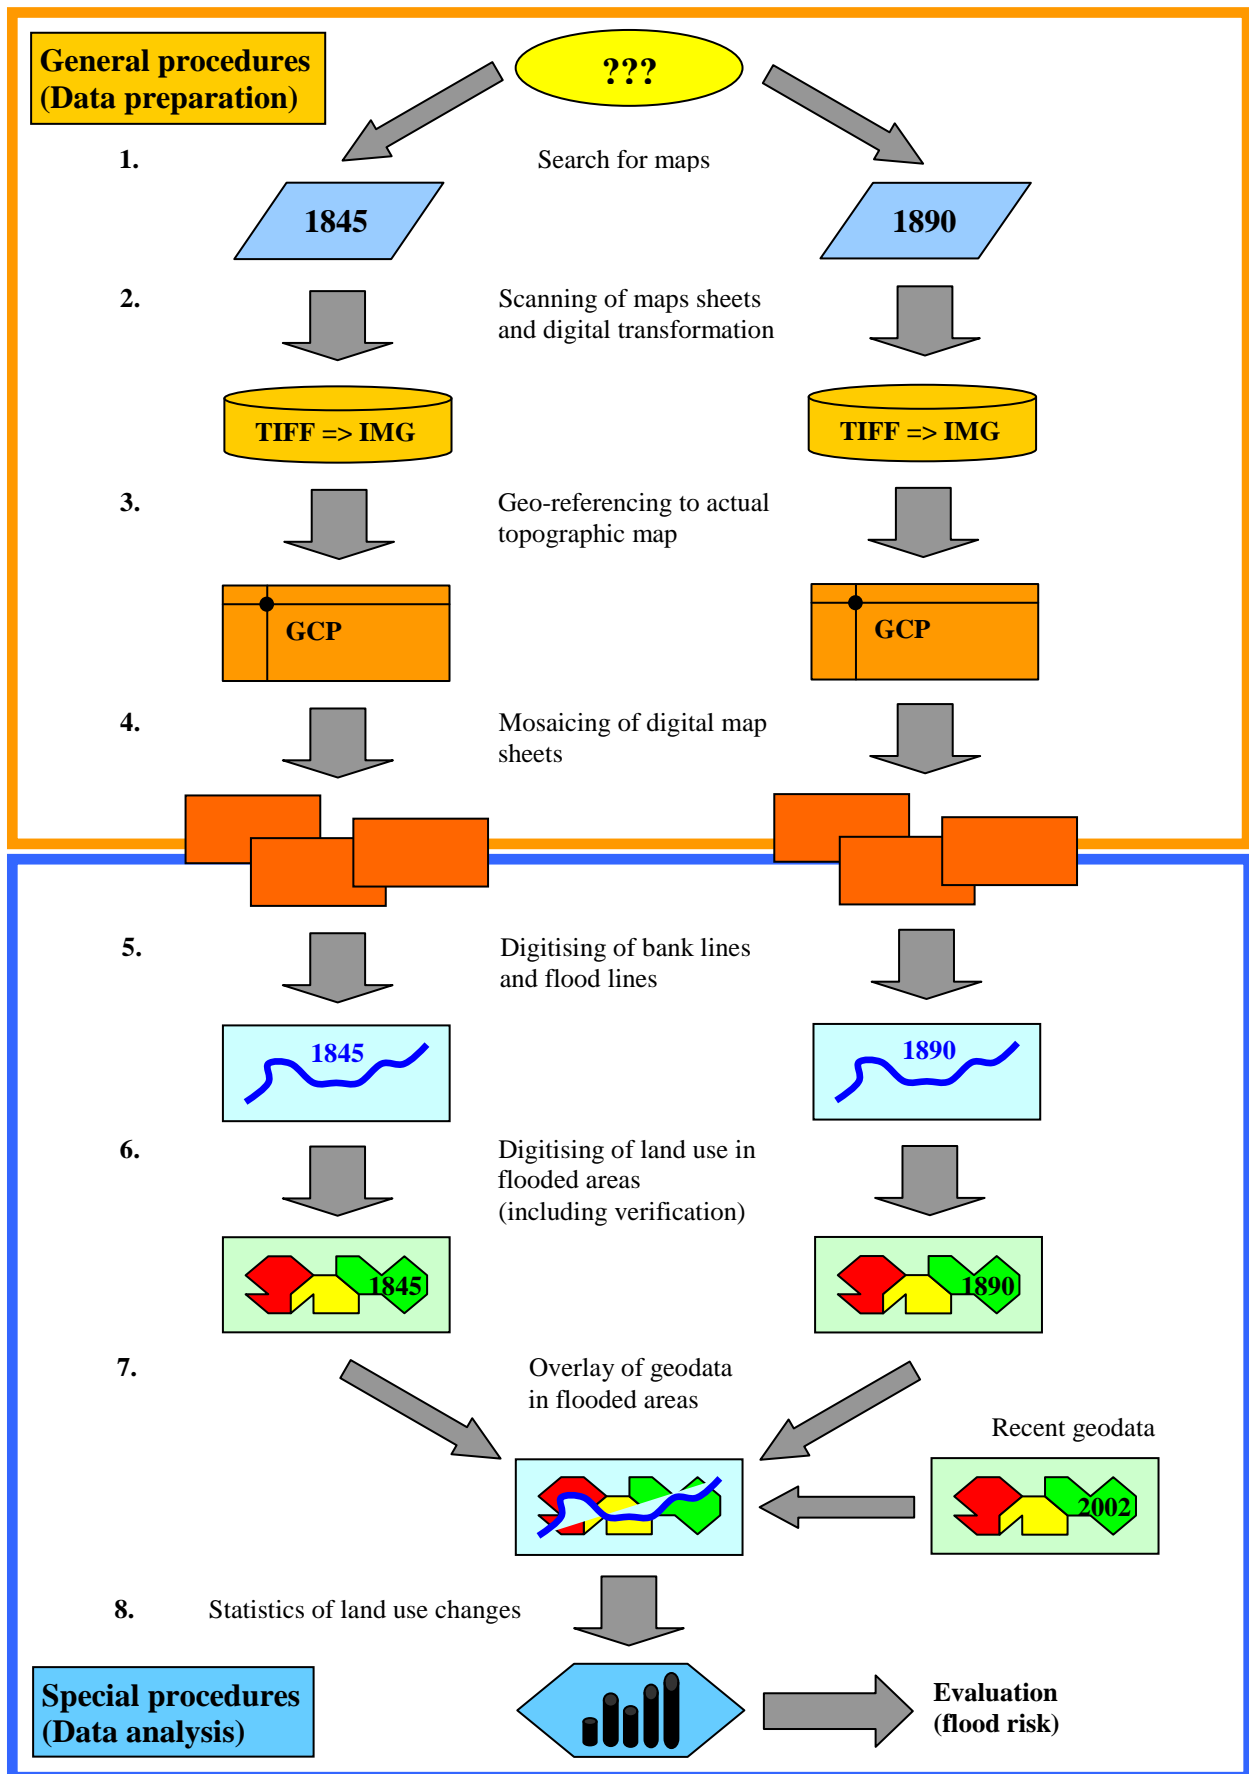 General procedures
(Data preparation)
???
1.
Search for maps
1845
1890
2.
Scanning of maps sheets
and digital transformation
TIFF => IMG
TIFF => IMG
3.
Geo-referencing to actual
topographic map
GCP
GCP
4.
Mosaicing of digital map
sheets
5.
Digitising of bank lines
and flood lines
1845
1890
6.
Digitising of land use in
flooded areas
(including verification)
1845
1890
7.
Overlay of geodata
in flooded areas
Recent geodata
2002
8.
Statistics of land use changes
Special procedures
(Data analysis)
Evaluation
(flood risk)